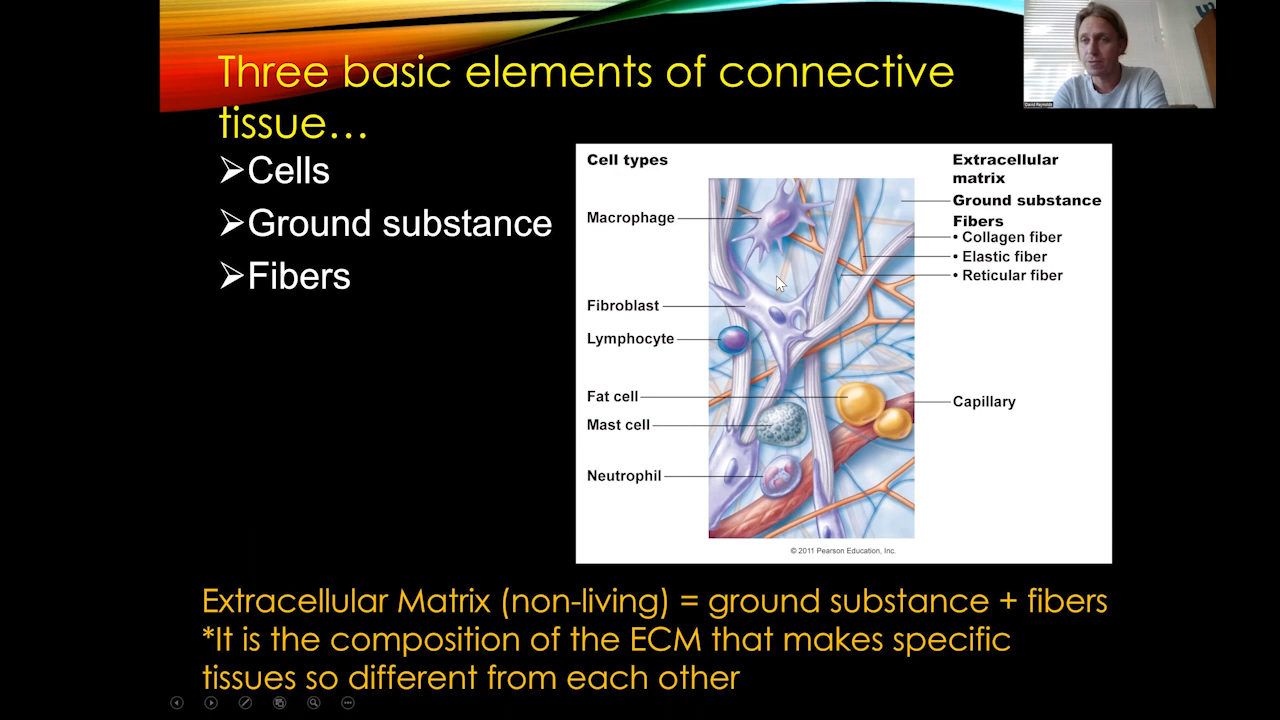 Three basic elements of connective
tissue…
➢Cells
➢Ground substance
➢Fibers
Cell types
Macrophage
Fibroblast
Lymphocyte
Fat cell
Mast cell
Neutrophil
Extracellular
matrix
Ground substance
Fibers
• Collagen fiber
• Elastic fiber
• Reticular fiber
Capillary
© 2011 Pearson Education, Inc.
Extracellular Matrix (non-living) = ground substance + fibers
*It is the composition of the ECM that makes specific
tissues so different from each other
David Reynolds